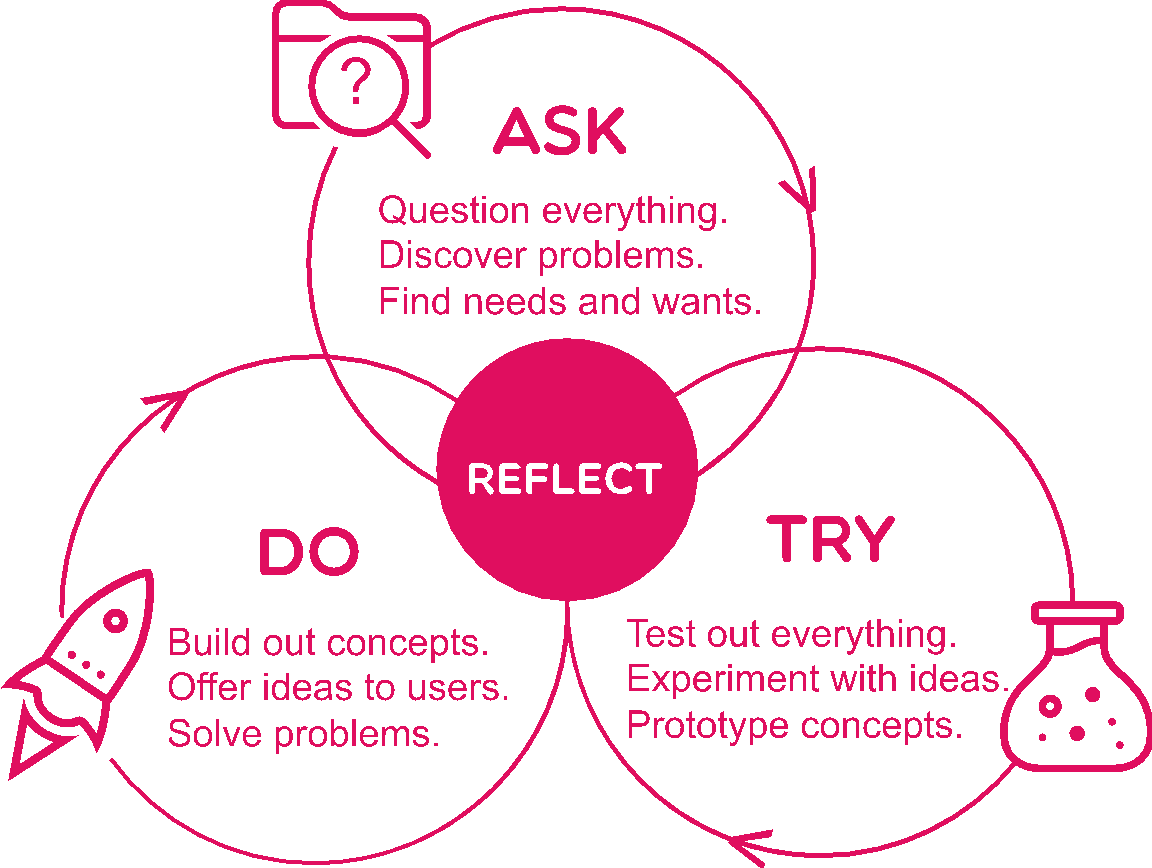 ?
ASK
Question everything.
Discover problems.
Find needs and wants.
REFLECT
DO
Build out concepts.
Offer ideas to users.
Solve problems.
TRY
Test out everything.
Experiment with ideas.
Prototype concepts.